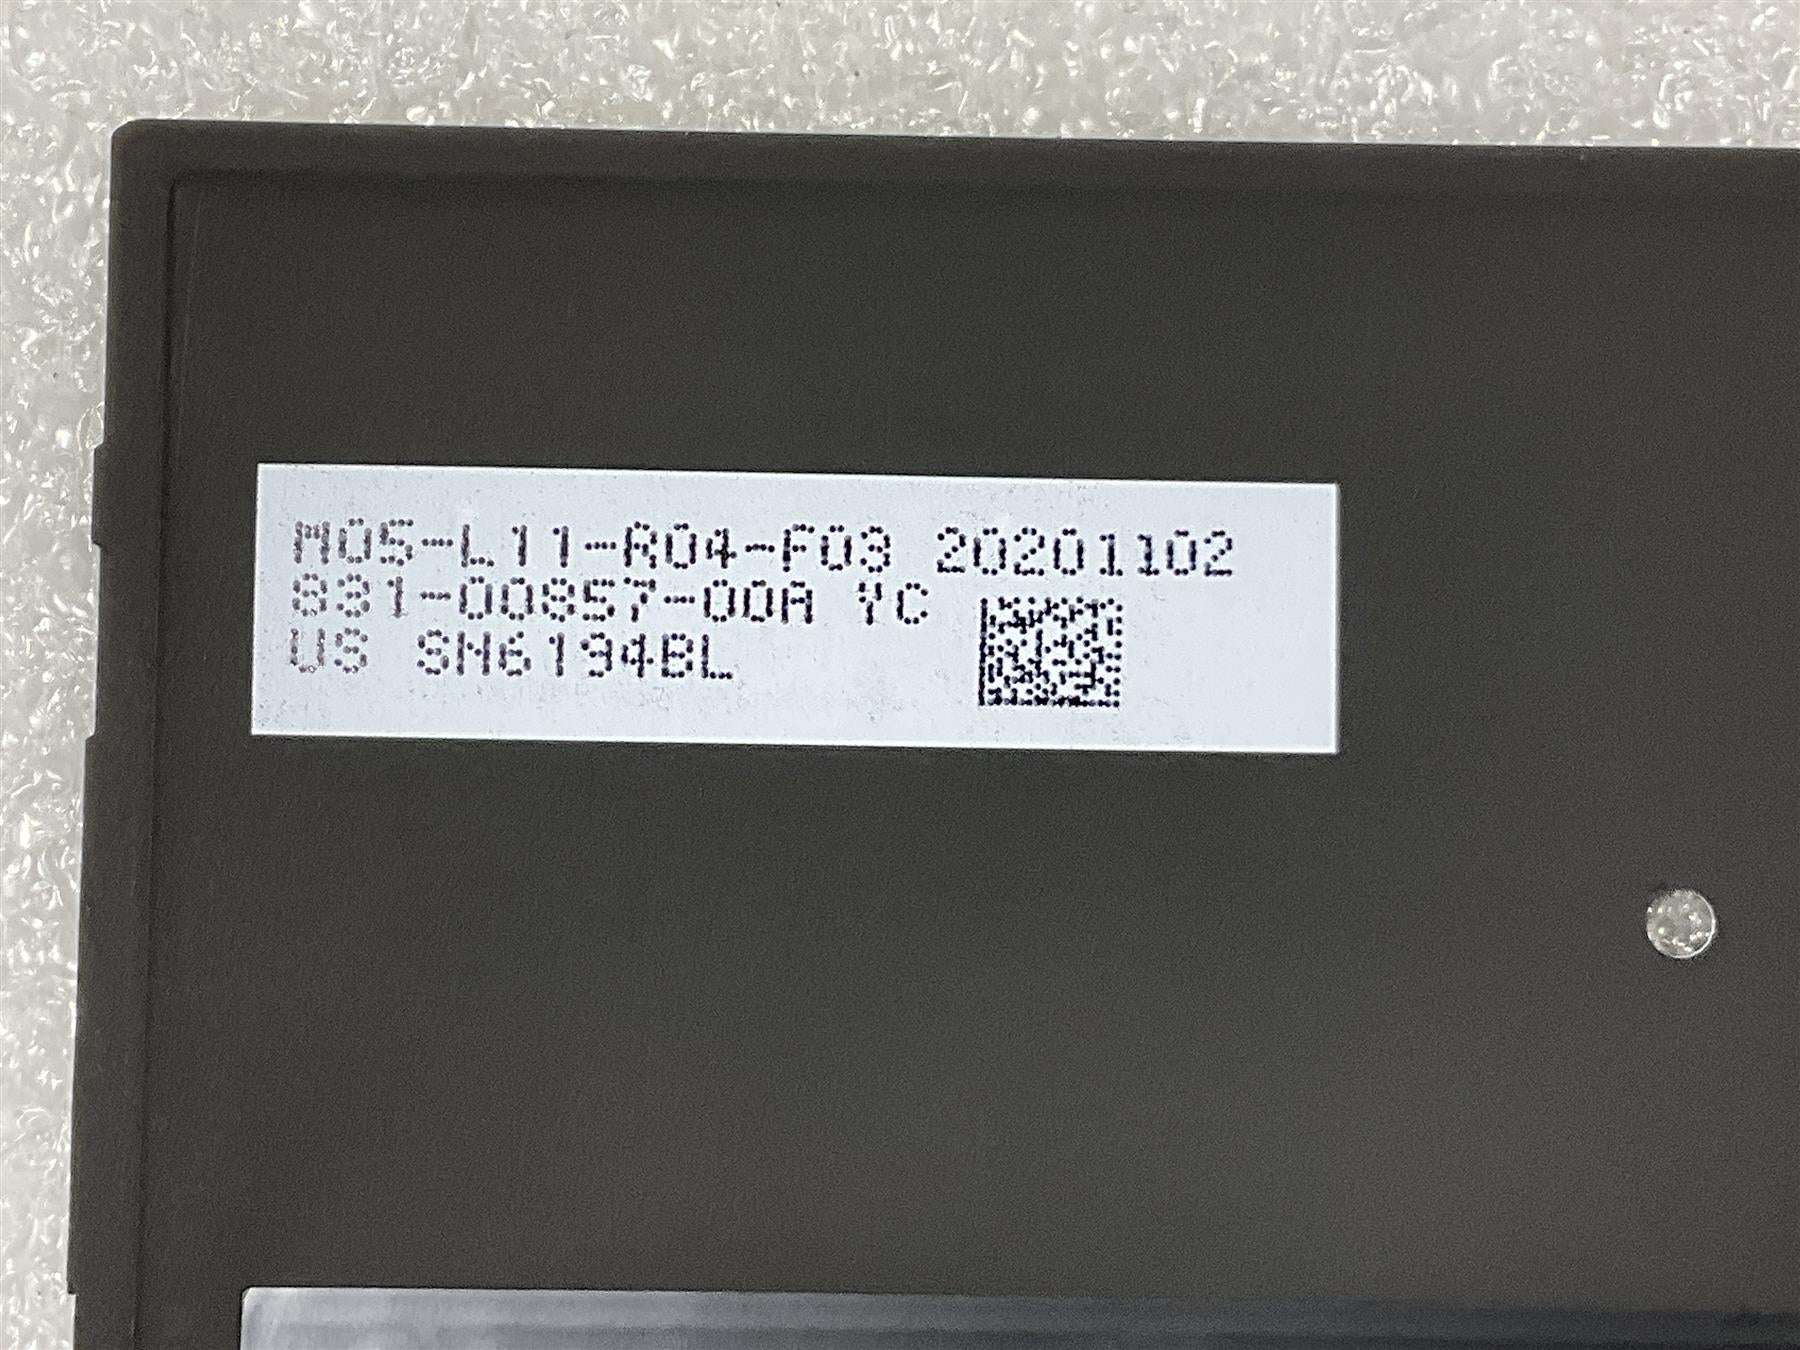 M05-L11-R04-F03 20201102
831-00857-00A YC
US SN6194BL